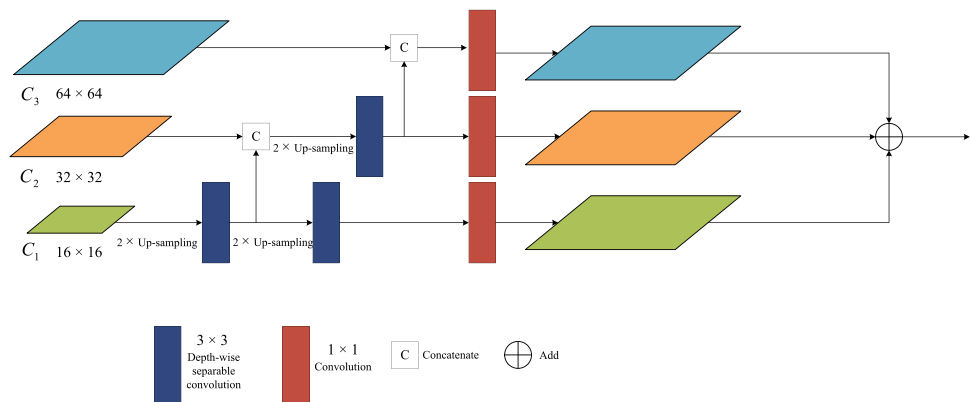 C
C₃ 64 × 64
C
2 × Up-sampling
C₂ 32 × 32
2 × Up-sampling
2 × Up-sampling
C₁ 16 × 16
3 × 3
Depth-wise
separable
convolution
1 × 1
Convolution
C
Concatenate
Add